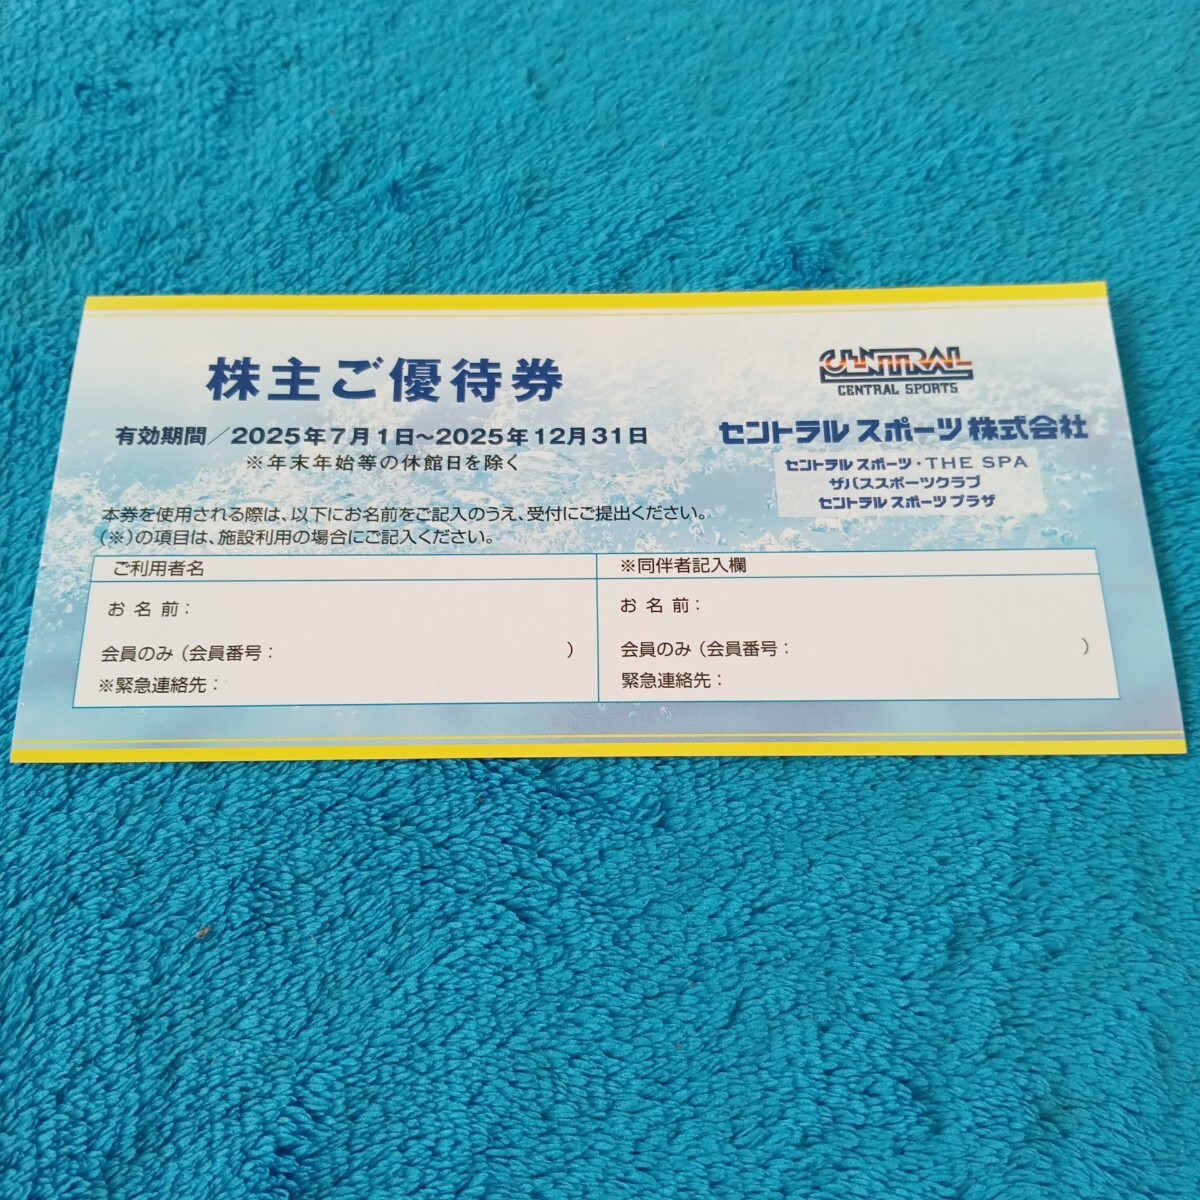 株主ご優待券
有効期間／2025年7月1日～2025年12月31日
※年末年始等の休館日を除く
CENTRAL
CENTRAL SPORTS
セントラルスポーツ株式会社
セントラルスポーツ・THE SPA
ザバススポーツクラブ
セントラルスポーツプラザ
本券を使用される際は、以下にお名前をご記入のうえ、受付にご提出ください。
（※）の項目は、施設利用の場合にご記入ください。
ご利用者名
お 名 前：
会員のみ（会員番号： ）
※緊急連絡先：
※同伴者記入欄
お 名 前：
会員のみ（会員番号： ）
緊急連絡先：